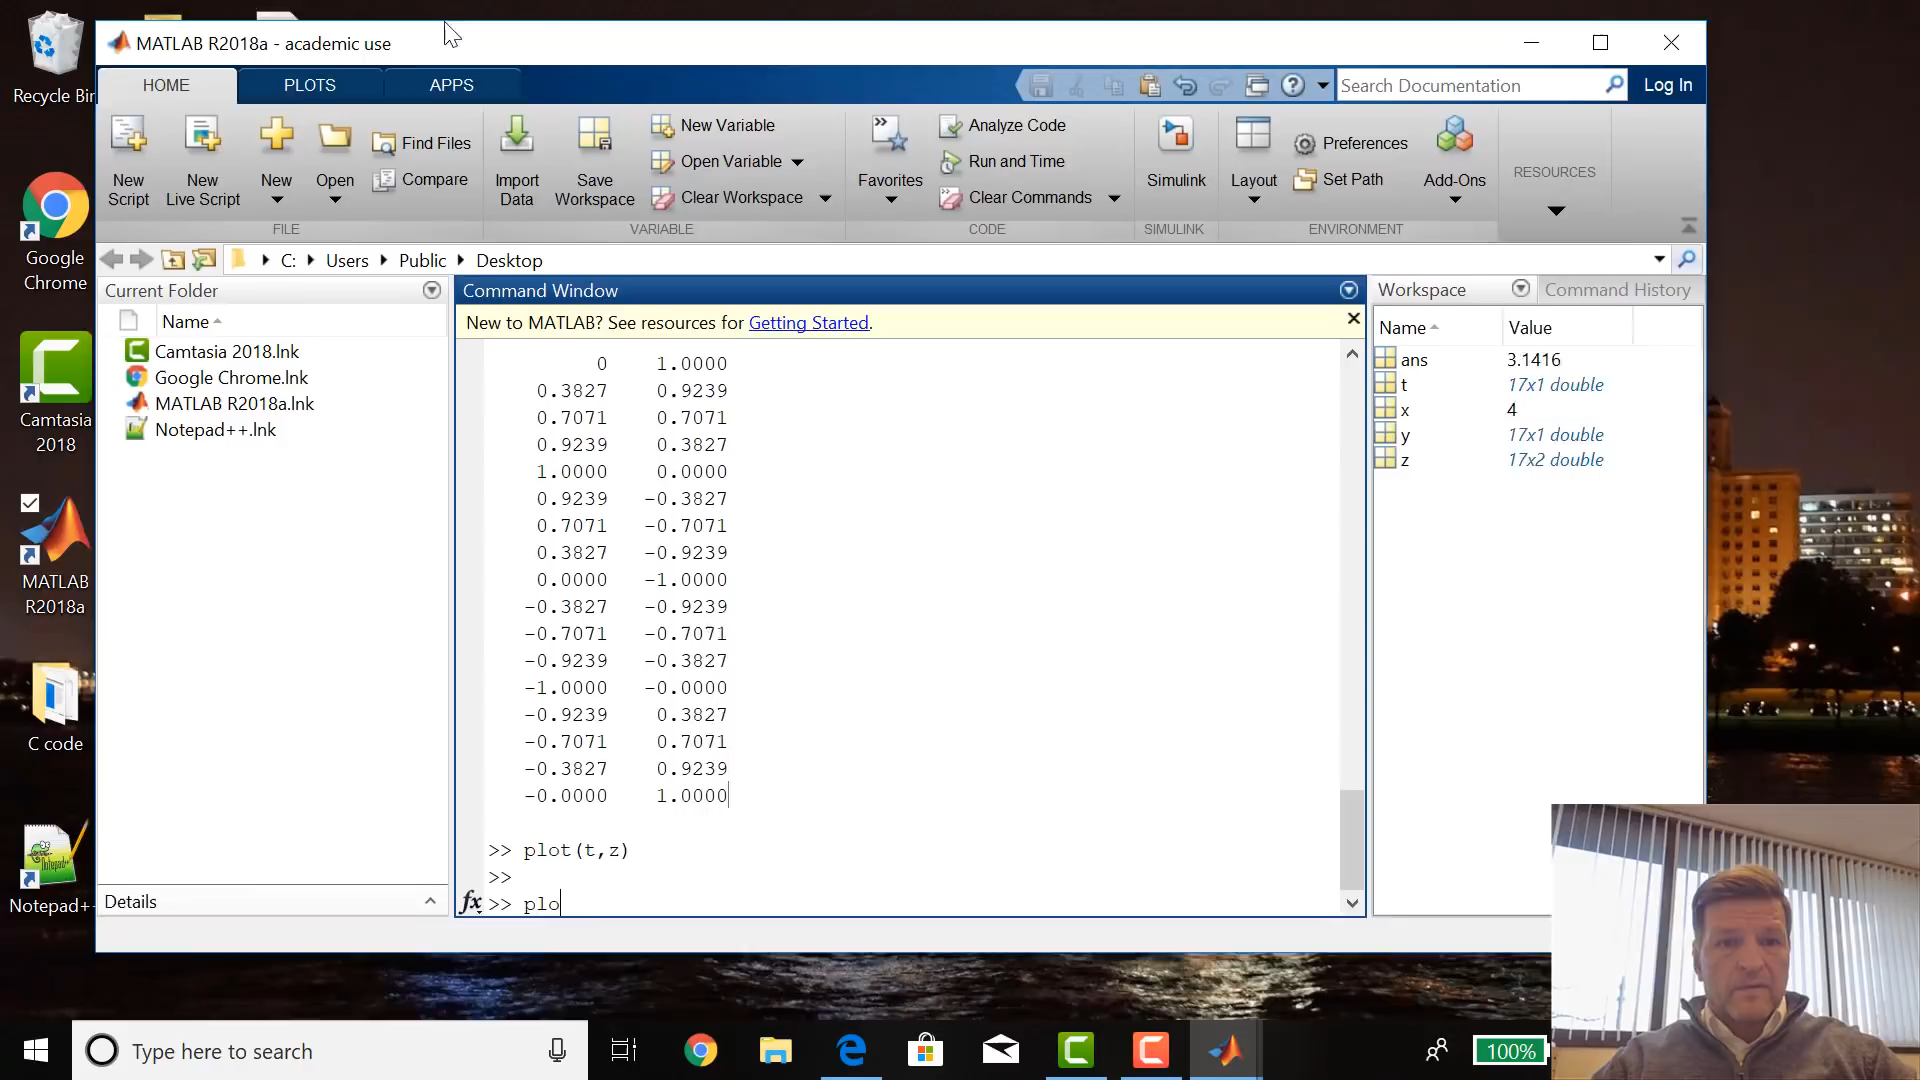 MATLAB R2018a - academic use
HOME
PLOTS
APPS
Search Documentation
Log In
New Script
New Live Script
New
Open
Find Files
Compare
Import Data
Save Workspace
New Variable
Open Variable
Clear Workspace
Favorites
Analyze Code
Run and Time
Clear Commands
Simulink
Layout
Preferences
Set Path
Add-Ons
RESOURCES
FILE
VARIABLE
CODE
SIMULINK
ENVIRONMENT
C: Users Public Desktop
Current Folder
Name
Camtasia 2018.lnk
Google Chrome.lnk
MATLAB R2018a.lnk
Notepad++.lnk
Details
Command Window
New to MATLAB? See resources for Getting Started.
0 1.0000
0.3827 0.9239
0.7071 0.7071
0.9239 0.3827
1.0000 0.0000
0.9239 -0.3827
0.7071 -0.7071
0.3827 -0.9239
0.0000 -1.0000
-0.3827 -0.9239
-0.7071 -0.7071
-0.9239 -0.3827
-1.0000 -0.0000
-0.9239 0.3827
-0.7071 0.7071
-0.3827 0.9239
-0.0000 1.0000
>> plot(t,z)
>>
fx >> plo
Workspace
Command History
Name Value
ans 3.1416
t 17x1 double
x 4
y 17x1 double
z 17x2 double
Recycle Bin
Google
Chrome
Camtasia
2018
MATLAB
R2018a
C code
Notepad+
Type here to search
100%